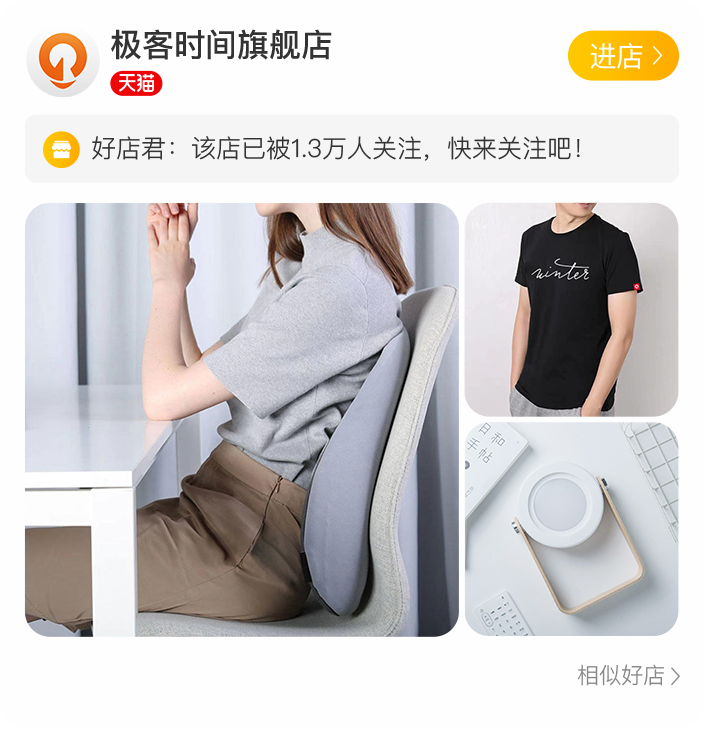 极客时间旗舰店
天猫
进店
好店君：该店已被1.3万人关注，快来关注吧！
winter
日和
手帖
相似好店